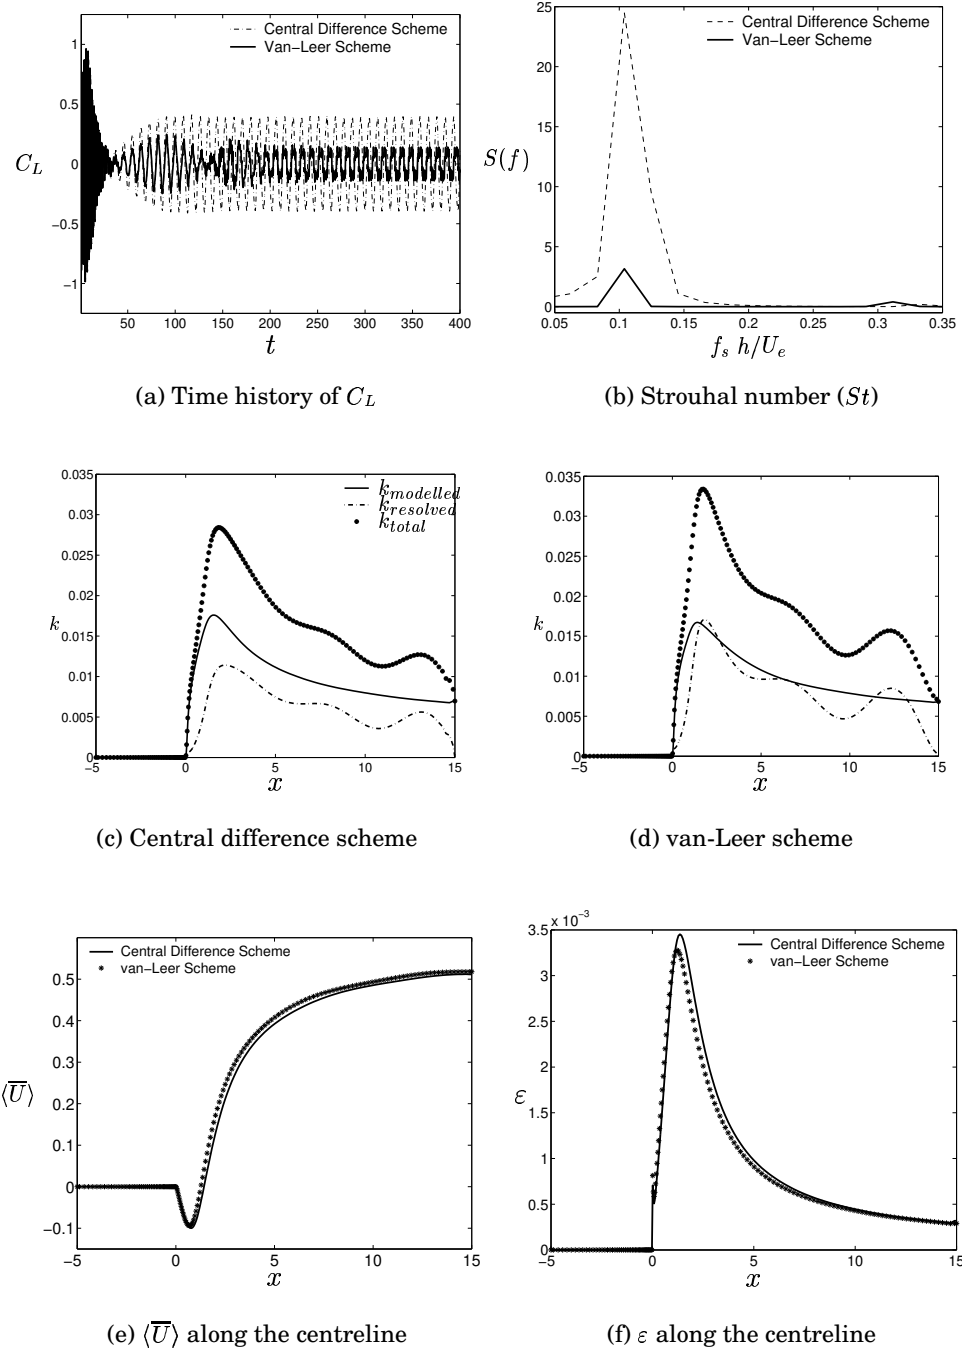 Central Difference Scheme
Van−Leer Scheme
1
0.5
0
−0.5
−1
C_L
50 100 150 200 250 300 350 400
t
(a) Time history of C_L
Central Difference Scheme
Van−Leer Scheme
25
20
15
10
5
0
S(f)
0.05 0.1 0.15 0.2 0.25 0.3 0.35
f_s h/U_e
(b) Strouhal number (St)
0.035
0.03
0.025
0.02
0.015
0.01
0.005
0
k
k_modelled
k_resolved
k_total
−5 0 5 10 15
x
(c) Central difference scheme
0.035
0.03
0.025
0.02
0.015
0.01
0.005
0
k
−5 0 5 10 15
x
(d) van-Leer scheme
Central Difference Scheme
van−Leer Scheme
0.5
0.4
0.3
0.2
0.1
0
−0.1
⟨U̅⟩
−5 0 5 10 15
x
(e) ⟨U̅⟩ along the centreline
x 10⁻³
Central Difference Scheme
van−Leer Scheme
3.5
3
2.5
2
1.5
1
0.5
0
ε
−5 0 5 10 15
x
(f) ε along the centreline